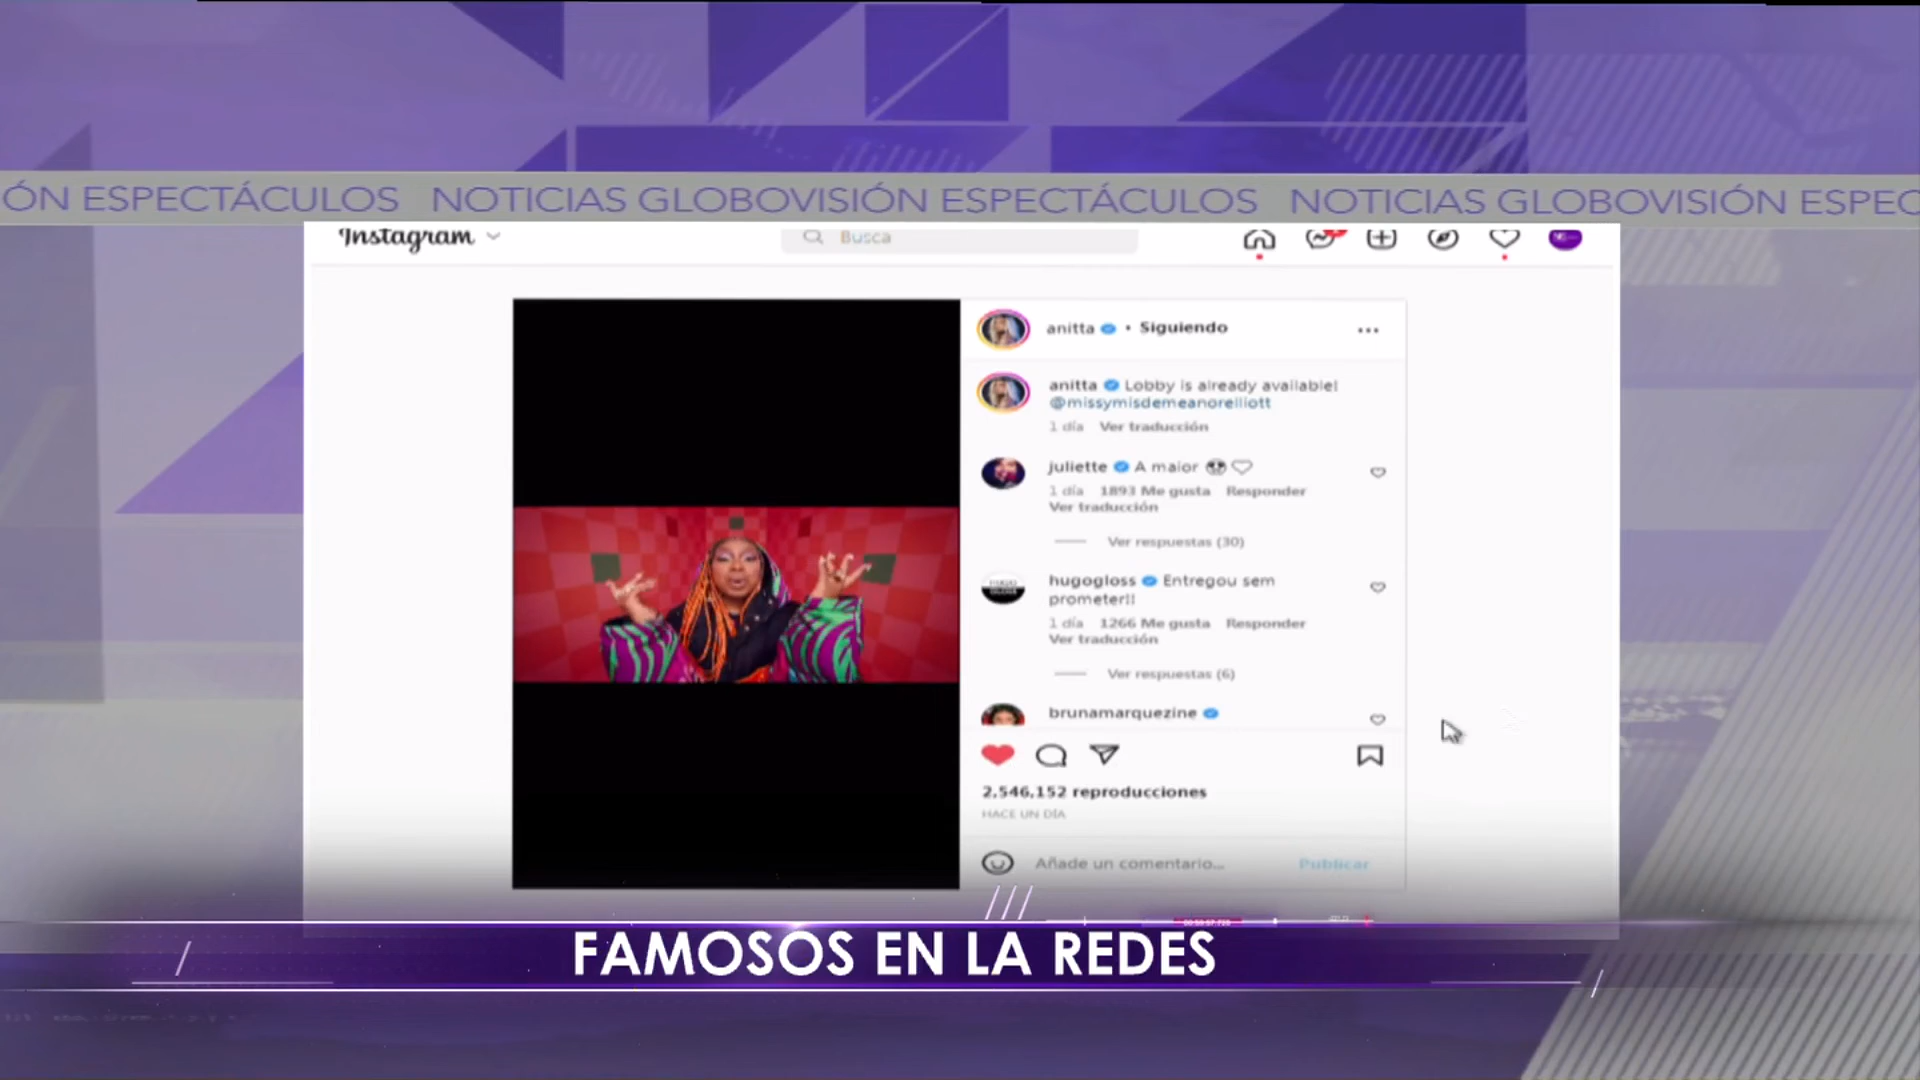 ÓN ESPECTÁCULOS NOTICIAS GLOBOVISIÓN ESPECTÁCULOS NOTICIAS GLOBOVISIÓN ESPEC
Instagram
Busca
anitta • Siguiendo
anitta Lobby is already available!
@missymisdemeanorelliott
1 día Ver traducción
juliette A maior
1 día 1893 Me gusta Responder
Ver traducción
Ver respuestas (30)
hugogloss Entregou sem
prometer!!
1 día 1266 Me gusta Responder
Ver traducción
Ver respuestas (6)
brunamarquezine
2,546,152 reproducciones
HACE UN DÍA
Añade un comentario...
Publicar
FAMOSOS EN LA REDES